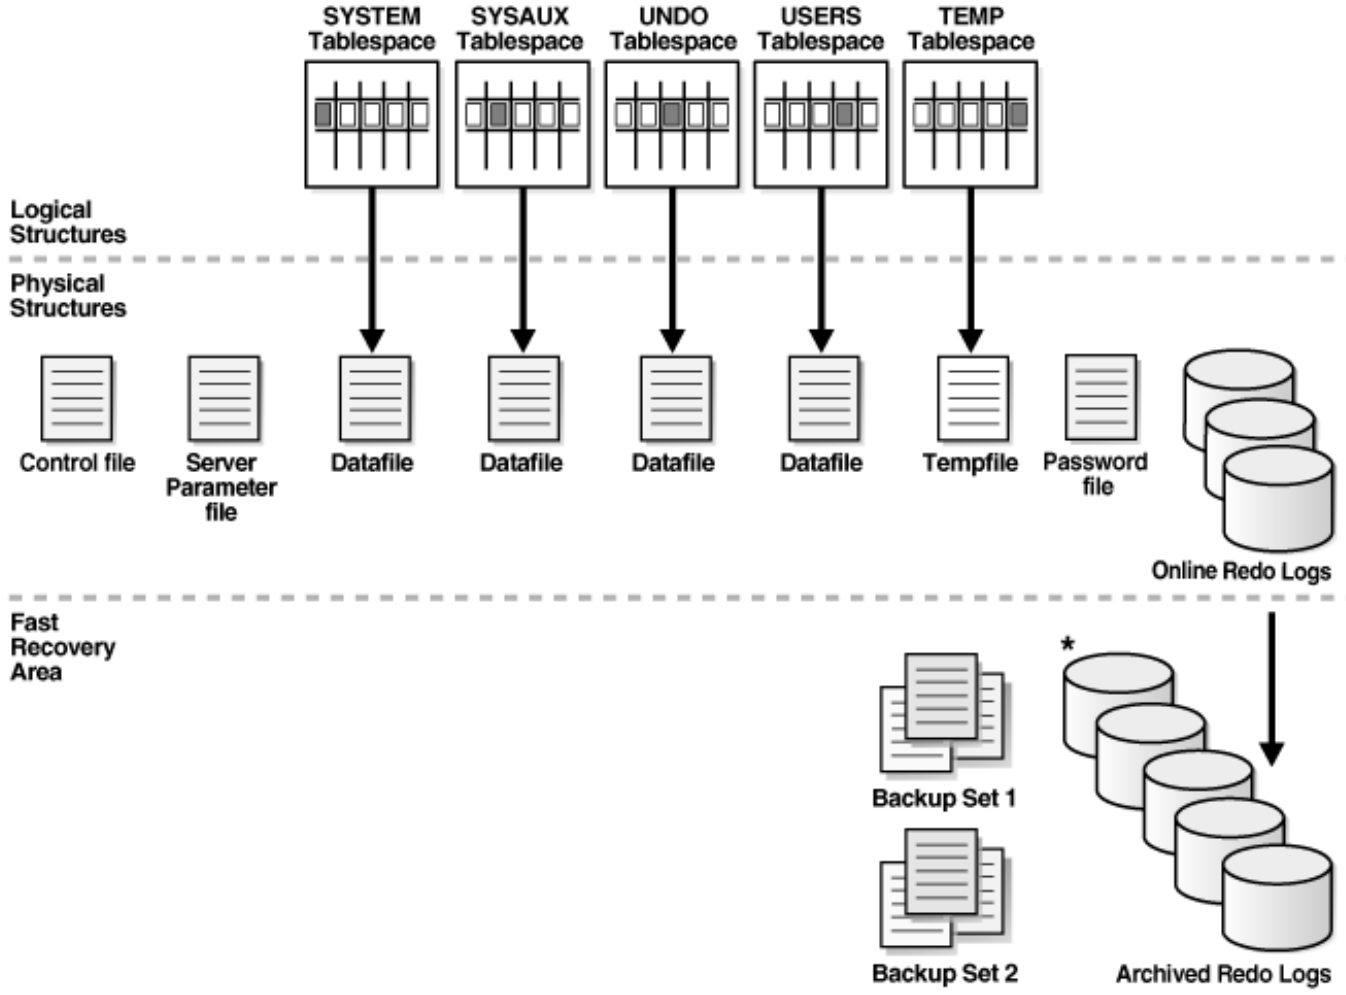 SYSTEM
Tablespace
SYSAUX
Tablespace
UNDO
Tablespace
USERS
Tablespace
TEMP
Tablespace
Logical
Structures
Physical
Structures
Control file
Server
Parameter
file
Datafile
Datafile
Datafile
Datafile
Tempfile
Password
file
Online Redo Logs
Fast
Recovery
Area
*
Backup Set 1
Backup Set 2
Archived Redo Logs